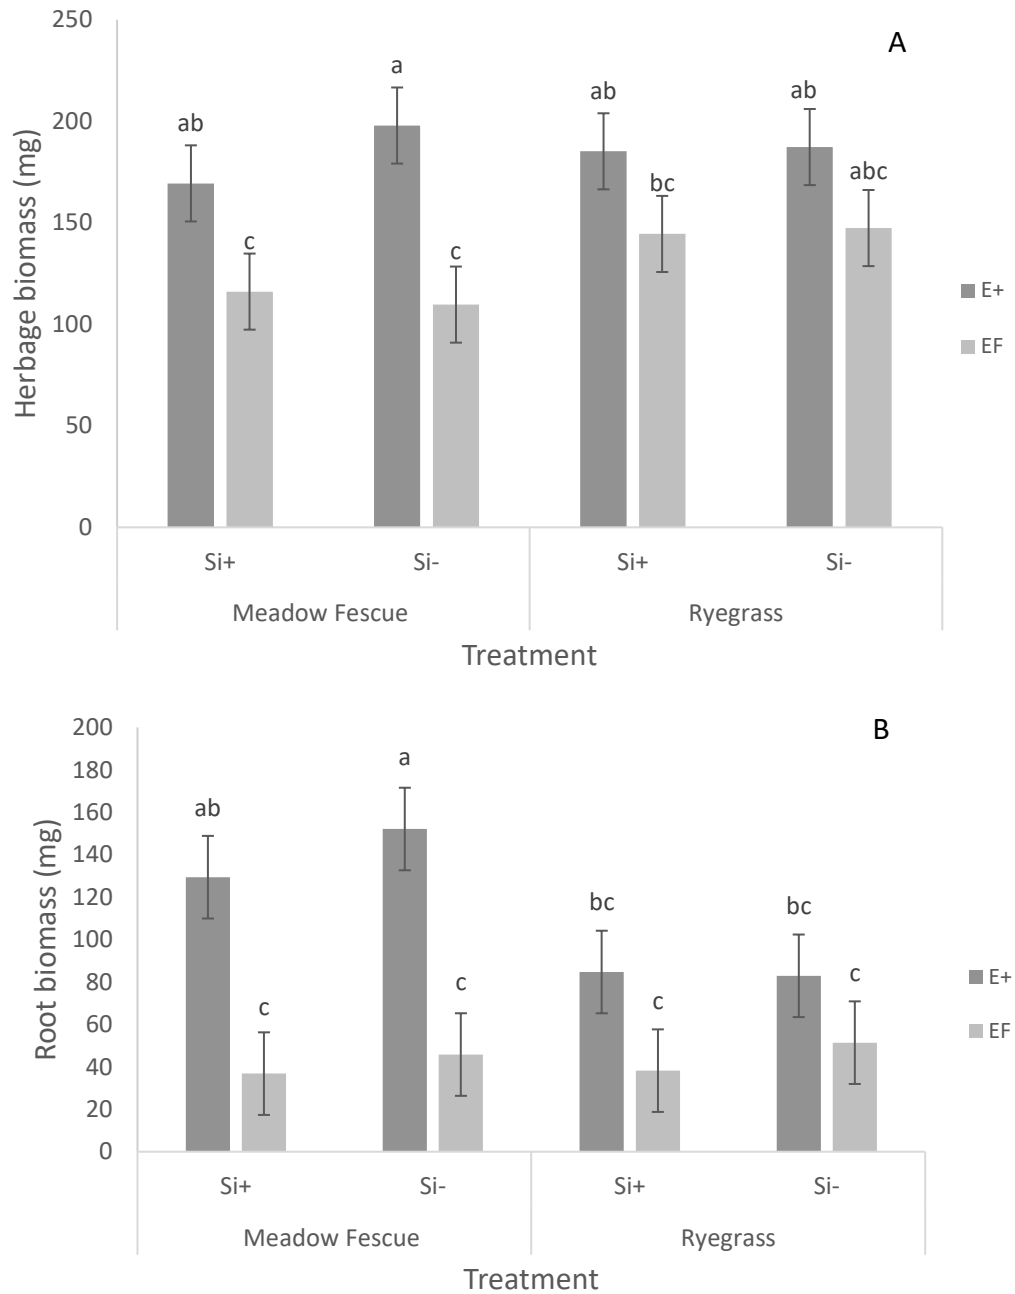 250
200
150
100
50
0
Herbage biomass (mg)
A
ab
c
a
c
ab
bc
ab
abc
E+
EF
Si+ Si- Si+ Si-
Meadow Fescue Ryegrass
Treatment
200
180
160
140
120
100
80
60
40
20
0
Root biomass (mg)
B
ab
c
a
c
bc
c
bc
c
E+
EF
Si+ Si- Si+ Si-
Meadow Fescue Ryegrass
Treatment